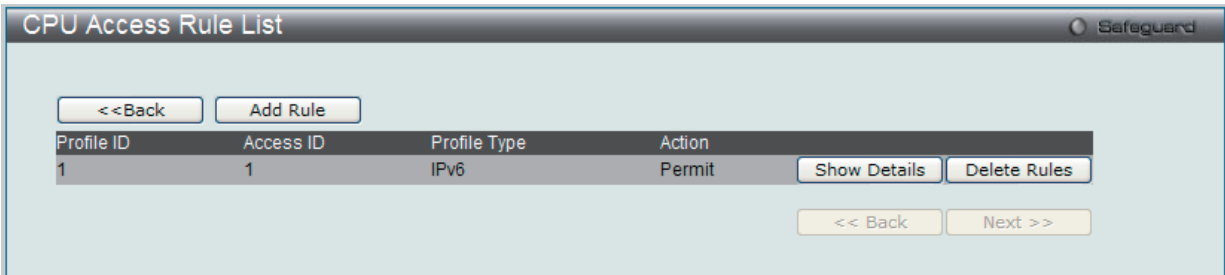 CPU Access Rule List Safeguard
<<Back Add Rule
Profile ID Access ID Profile Type Action
1 1 IPv6 Permit Show Details Delete Rules
<< Back Next >>